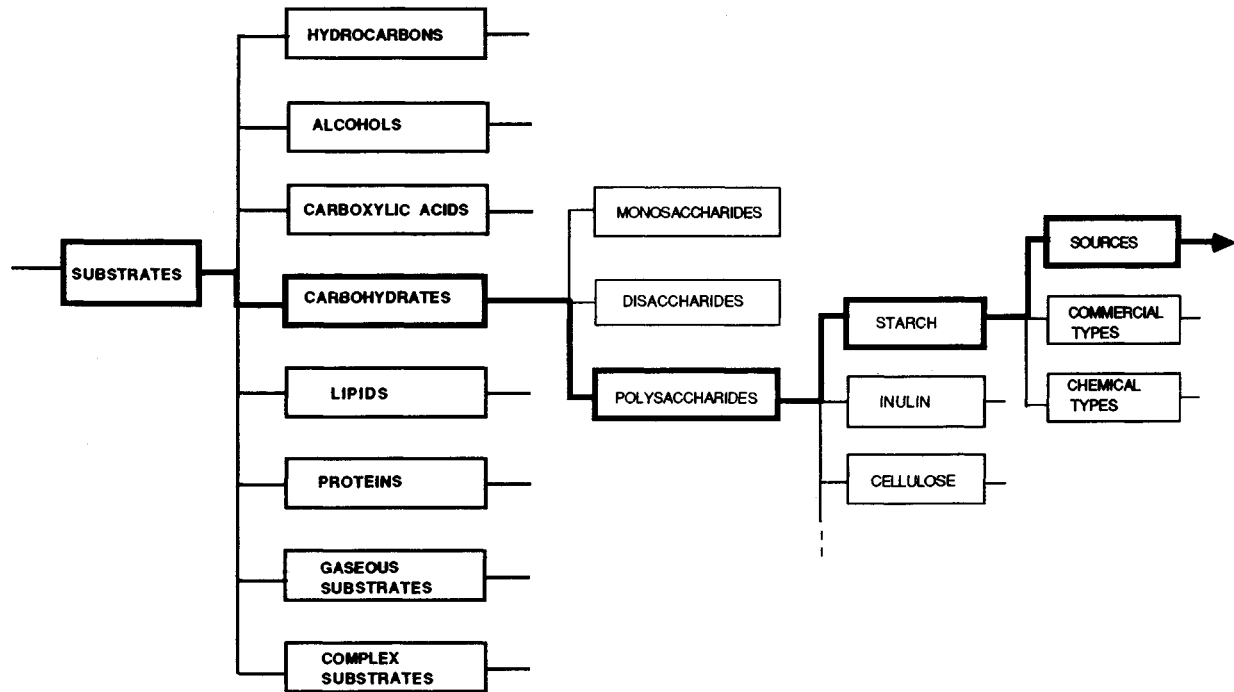 HYDROCARBONS
ALCOHOLS
CARBOXYLIC ACIDS
SUBSTRATES
CARBOHYDRATES
LIPIDS
PROTEINS
GASEOUS
SUBSTRATES
COMPLEX
SUBSTRATES
MONOSACCHARIDES
DISACCHARIDES
POLYSACCHARIDES
STARCH
INULIN
CELLULOSE
SOURCES
COMMERCIAL
TYPES
CHEMICAL
TYPES